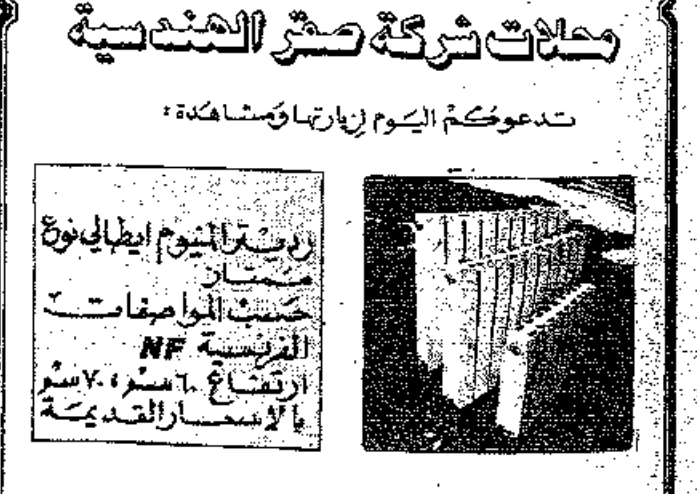 محلات شركة صقر الهندسية
تدعوكم اليوم لزيارتها ومشاهدة:
رديتر المنيوم ايطالي نوع
ممتاز
حسب المواصفات
الفرنسية NF
ارتفاع ٦٠ سم، ٧٠ سم
بالاسعار القديمة